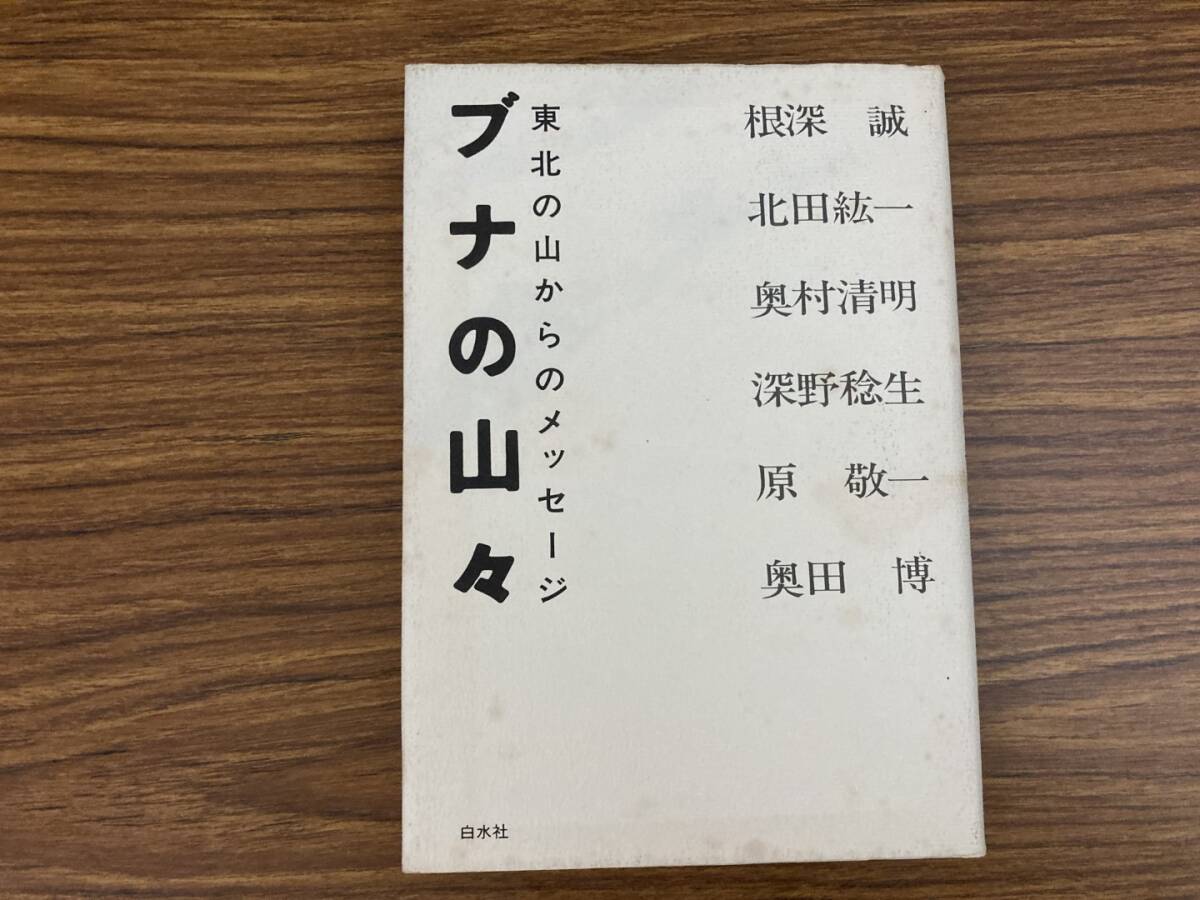 根深 誠
北田紘一
奥村清明
深野稔生
原 敬一
奥田 博
東北の山からのメッセージ
ブナの山々
白水社